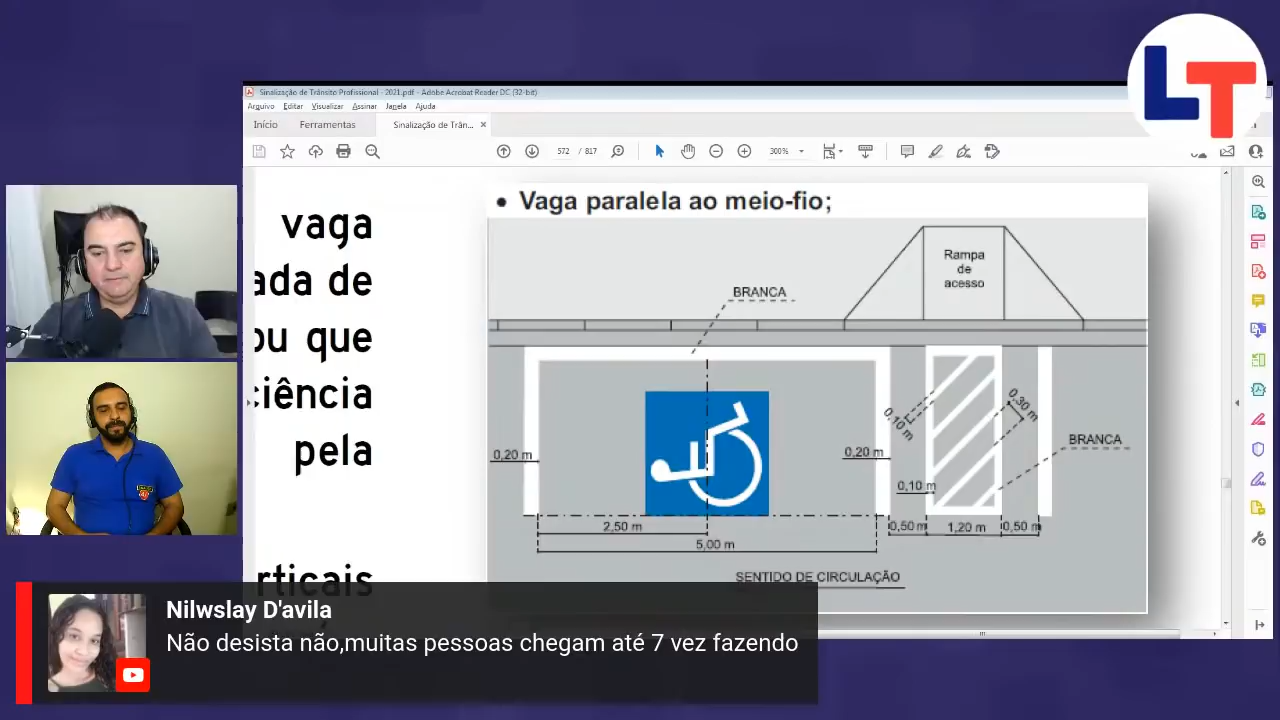 LT
Sinalização de Trânsito Profissional - 2021.pdf - Adobe Acrobat Reader DC (32-bit)
Arquivo Editar Visualizar Assinar Janela Ajuda
Início Ferramentas Sinalização de Trân... ×
572 / 817 300%
vaga
ada de
ou que
ciência
pela
rticais
• Vaga paralela ao meio-fio;
Rampa
de
acesso
BRANCA
0,10 m
0,30 m
BRANCA
0,20 m
0,20 m
0,10 m
2,50 m
0,50 m
1,20 m
0,50 m
5,00 m
SENTIDO DE CIRCULAÇÃO
Nilwslay D'avila
Não desista não,muitas pessoas chegam até 7 vez fazendo